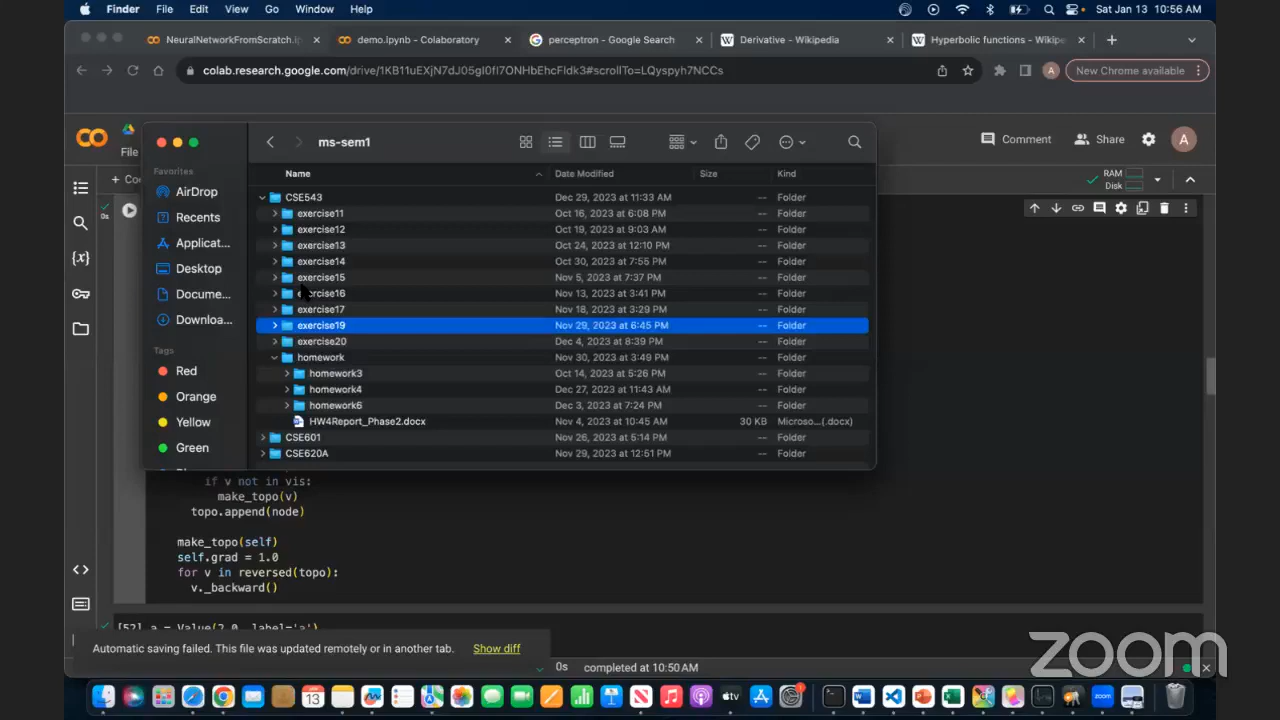 Finder File Edit View Go Window Help Sat Jan 13 10:56 AM
NeuralNetworkFromScratch.i demo.ipynb - Colaboratory perceptron - Google Search Derivative - Wikipedia Hyperbolic functions - Wikipe
colab.research.google.com/drive/ New Chrome available
File Comment Share A
+ Co RAM
Disk
ms-sem1
Favorites
AirDrop
Recents
Applicat...
Desktop
Docume...
Downloa...
Tags
Red
Orange
Yellow
Green
Name Date Modified Size Kind
CSE543 Dec 29, 2023 at 11:33 AM -- Folder
exercise11 Oct 16, 2023 at 6:08 PM -- Folder
exercise12 Oct 19, 2023 at 9:03 AM -- Folder
exercise13 Oct 24, 2023 at 12:10 PM -- Folder
exercise14 Oct 30, 2023 at 7:55 PM -- Folder
exercise15 Nov 5, 2023 at 7:37 PM -- Folder
exercise16 Nov 13, 2023 at 3:41 PM -- Folder
exercise17 Nov 18, 2023 at 3:29 PM -- Folder
exercise19 Nov 29, 2023 at 6:45 PM -- Folder
exercise20 Dec 4, 2023 at 8:39 PM -- Folder
homework Nov 30, 2023 at 3:49 PM -- Folder
homework3 Oct 14, 2023 at 5:26 PM -- Folder
homework4 Dec 27, 2023 at 11:43 AM -- Folder
homework6 Dec 3, 2023 at 7:24 PM -- Folder
HW4Report_Phase2.docx Nov 4, 2023 at 10:45 AM 30 KB Microso...(.docx)
CSE601 Nov 26, 2023 at 5:14 PM -- Folder
CSE620A Nov 29, 2023 at 12:51 PM -- Folder
if v not in vis:
make_topo(v)
topo.append(node)
make_topo(self)
self.grad = 1.0
for v in reversed(topo):
v._backward()
[52] a = Value(2.0, label='a')
Automatic saving failed. This file was updated remotely or in another tab. Show diff
0s completed at 10:50 AM
zoom